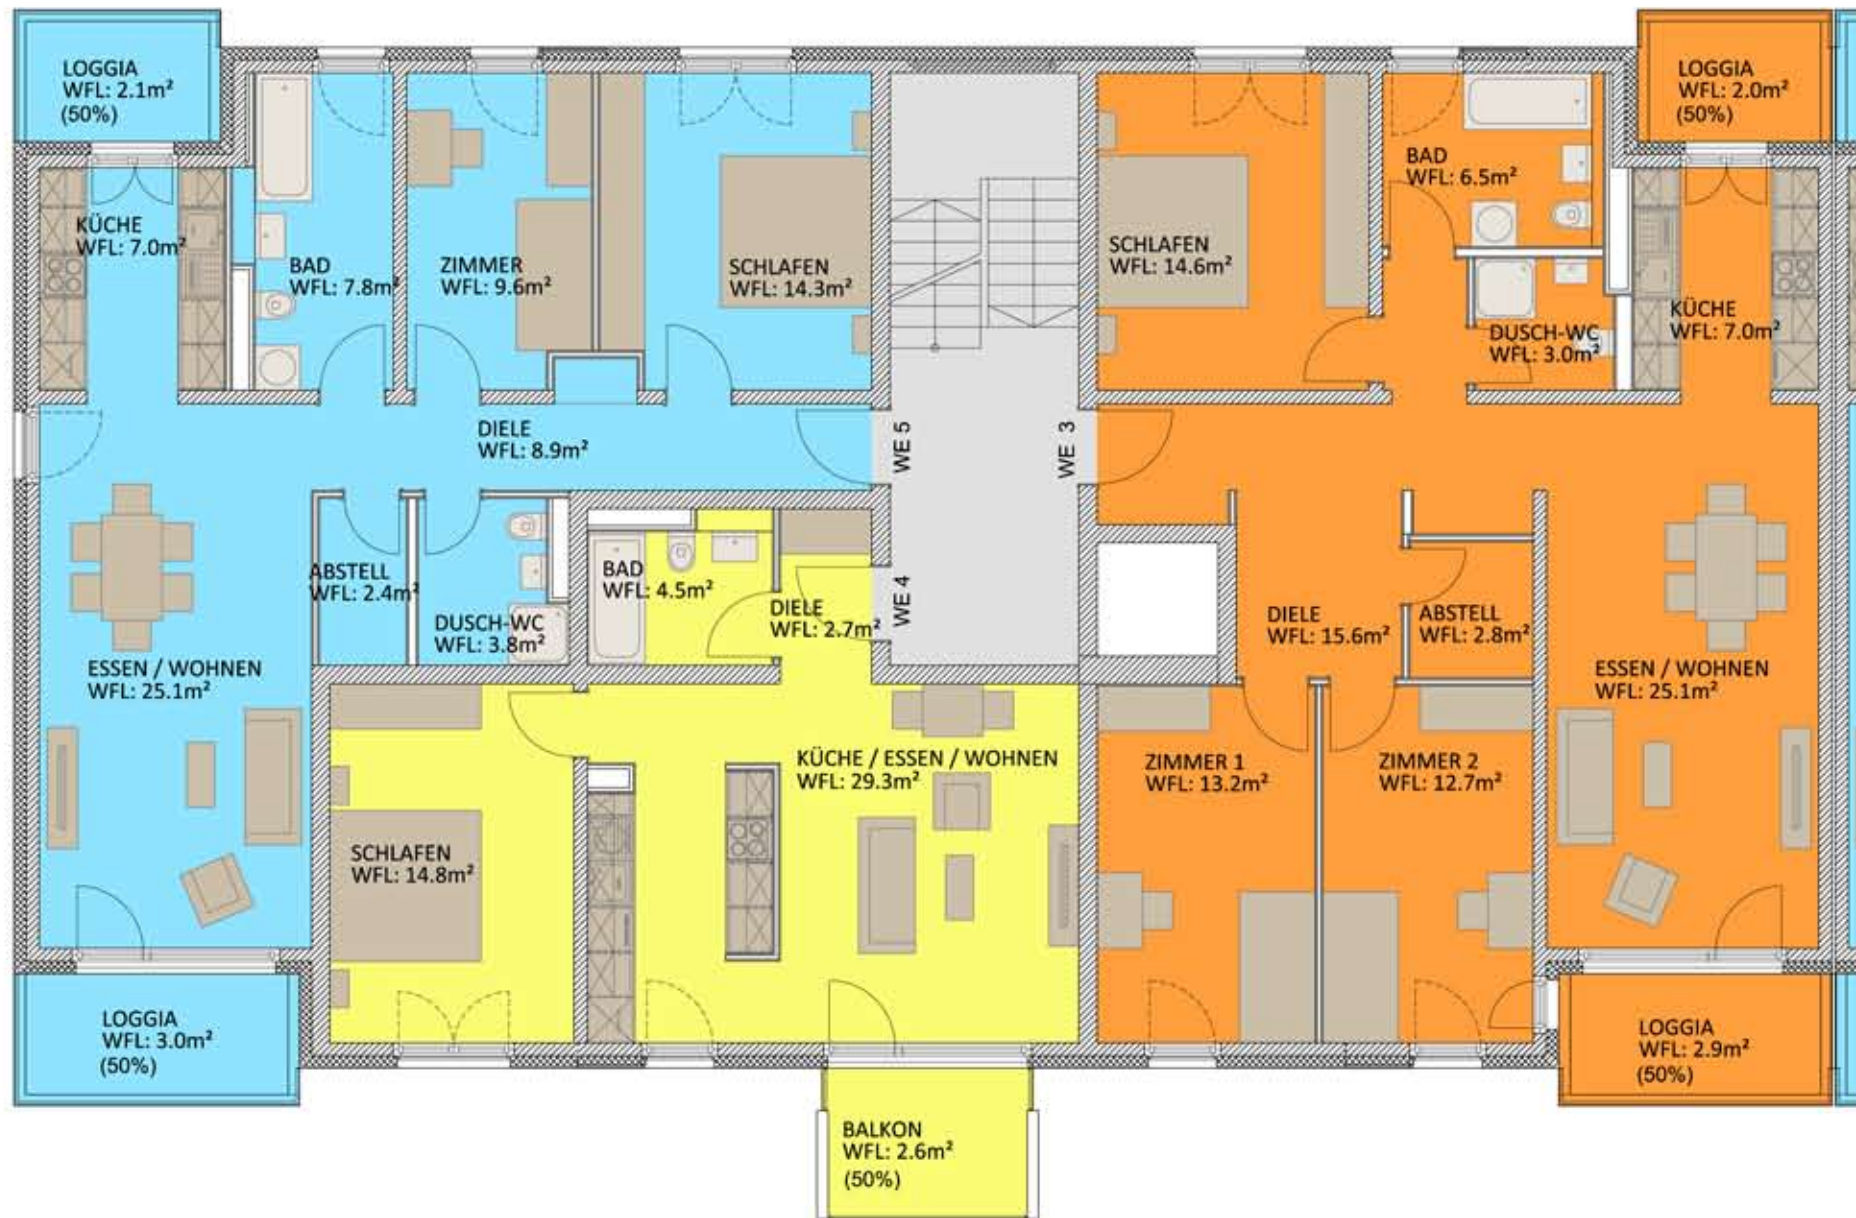 LOGGIA
WFL: 2.1m²
(50%)
KÜCHE
WFL: 7.0m²
BAD
WFL: 7.8m²
ZIMMER
WFL: 9.6m²
SCHLAFEN
WFL: 14.3m²
DIELE
WFL: 8.9m²
WE 5
ABSTELL
WFL: 2.4m²
DUSCH-WC
WFL: 3.8m²
ESSEN / WOHNEN
WFL: 25.1m²
LOGGIA
WFL: 3.0m²
(50%)
BAD
WFL: 4.5m²
DIELE
WFL: 2.7m²
WE 4
KÜCHE / ESSEN / WOHNEN
WFL: 29.3m²
SCHLAFEN
WFL: 14.8m²
BALKON
WFL: 2.6m²
(50%)
WE 3
SCHLAFEN
WFL: 14.6m²
BAD
WFL: 6.5m²
LOGGIA
WFL: 2.0m²
(50%)
DUSCH-WC
WFL: 3.0m²
KÜCHE
WFL: 7.0m²
DIELE
WFL: 15.6m²
ABSTELL
WFL: 2.8m²
ESSEN / WOHNEN
WFL: 25.1m²
ZIMMER 1
WFL: 13.2m²
ZIMMER 2
WFL: 12.7m²
LOGGIA
WFL: 2.9m²
(50%)